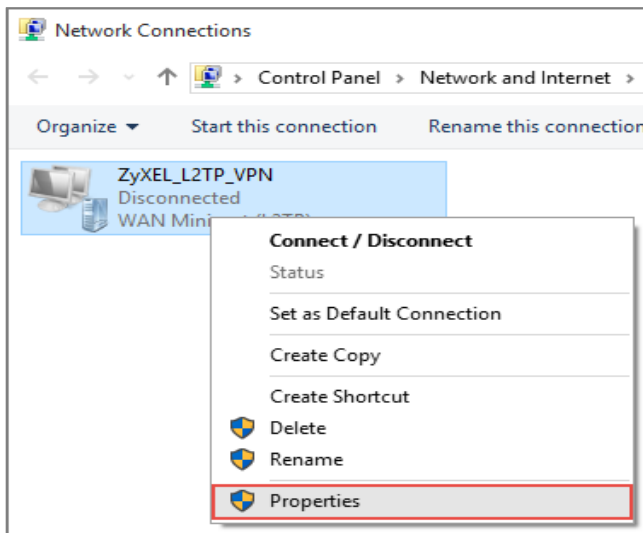 Network Connections
Control Panel > Network and Internet >
Organize Start this connection Rename this connection
ZyXEL_L2TP_VPN
Disconnected
WAN
Connect / Disconnect
Status
Set as Default Connection
Create Copy
Create Shortcut
Delete
Rename
Properties